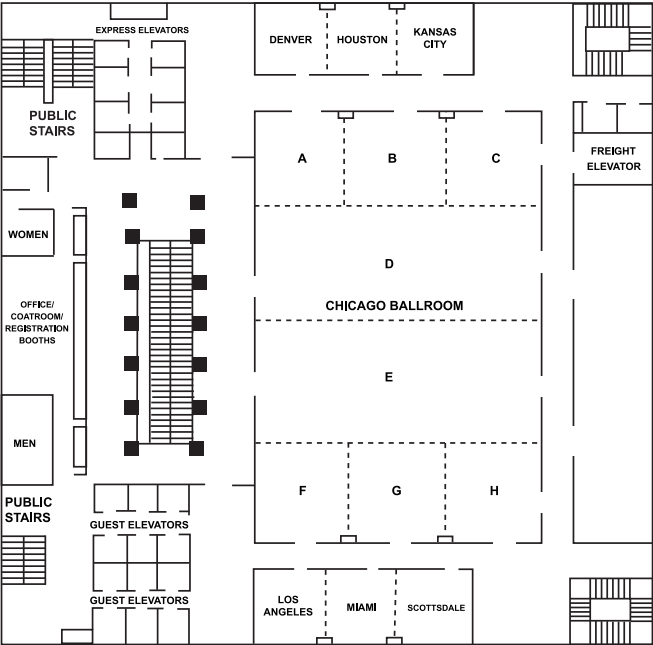 EXPRESS ELEVATORS
DENVER
HOUSTON
KANSAS
CITY
PUBLIC
STAIRS
A
B
C
FREIGHT
ELEVATOR
WOMEN
D
OFFICE/
COATROOM/
REGISTRATION
BOOTHS
CHICAGO BALLROOM
E
MEN
F
G
H
PUBLIC
STAIRS
GUEST ELEVATORS
GUEST ELEVATORS
LOS
ANGELES
MIAMI
SCOTTSDALE